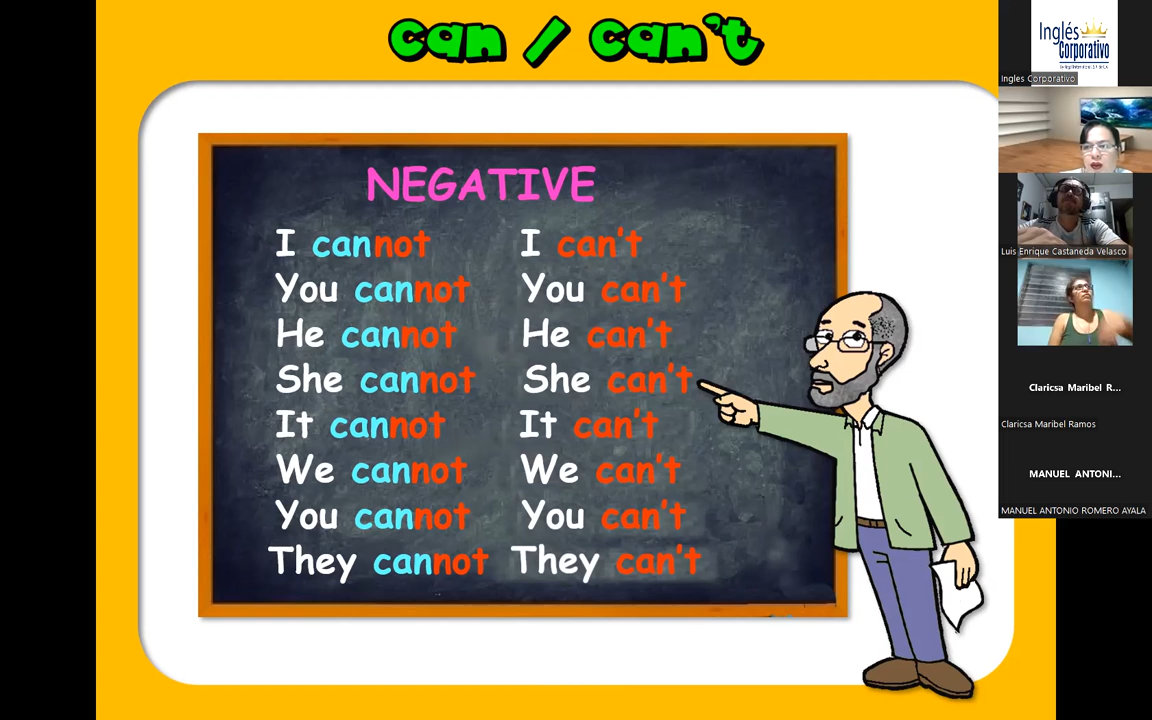 can / can't
NEGATIVE
I cannot I can't
You cannot You can't
He cannot He can't
She cannot She can't
It cannot It can't
We cannot We can't
You cannot You can't
They cannot They can't
Inglés
Corporativo
Ingles Corporativo
Luis Enrique Castaneda Velasco
Claricsa Maribel R...
Claricsa Maribel Ramos
MANUEL ANTONI...
MANUEL ANTONIO ROMERO AYALA